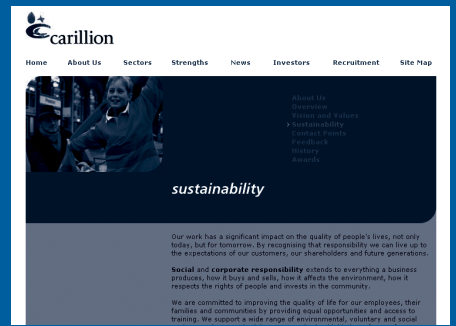 carillion
Home About Us Sectors Strengths News Investors Recruitment Site Map
About Us
Overview
Vision and Values
> Sustainability
Contact Points
Feedback
History
Awards
sustainability
Our work has a significant impact on the quality of people's lives, not only
today, but for tomorrow. By recognising that responsibility we can live up to
the expectations of our customers, our shareholders and future generations.
Social and corporate responsibility extends to everything a business
produces, how it buys and sells, how it affects the environment, how it
respects the rights of people and invests in the community.
We are committed to improving the quality of life for our employees, their
families and communities by providing equal opportunities and access to
training. We support a wide range of environmental, voluntary and social